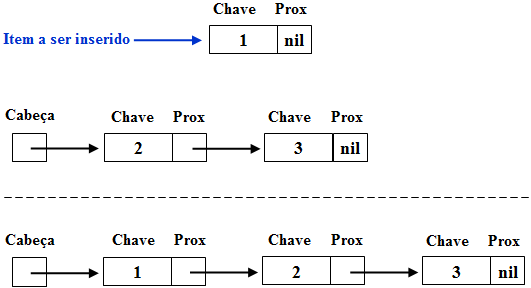 Chave Prox
Item a ser inserido 1 nil
Cabeça Chave Prox Chave Prox
2 3 nil
Cabeça Chave Prox Chave Prox Chave Prox
1 2 3 nil